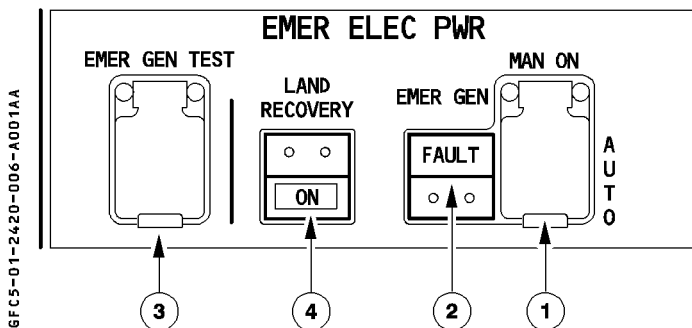 EMER ELEC PWR
EMER GEN TEST
MAN ON
LAND
RECOVERY
EMER GEN
FAULT
ON
AUTO
3
4
2
1
GFC5-01-2420-006-A001AA